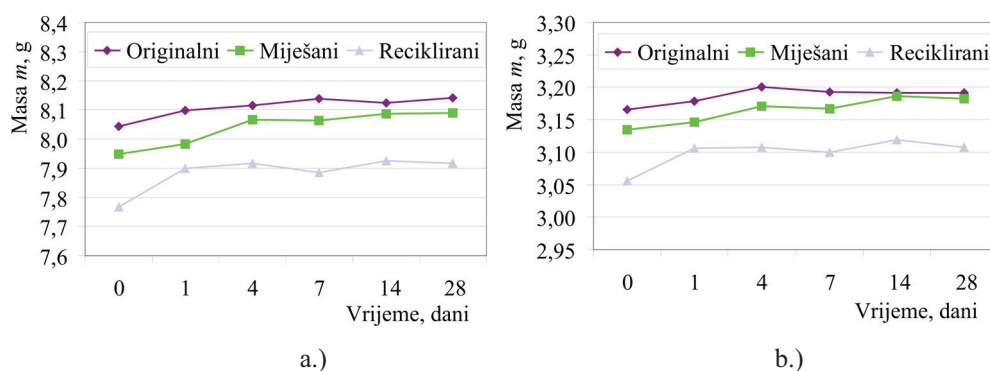 8,4
8,3
8,2
8,1
8,0
7,9
7,8
7,7
7,6
Masa m, g
Originalni Miješani Reciklirani
0 1 4 7 14 28
Vrijeme, dani
a.)
3,30
3,25
3,20
3,15
3,10
3,05
3,00
2,95
Masa m, g
Originalni Miješani Reciklirani
0 1 4 7 14 28
Vrijeme, dani
b.)